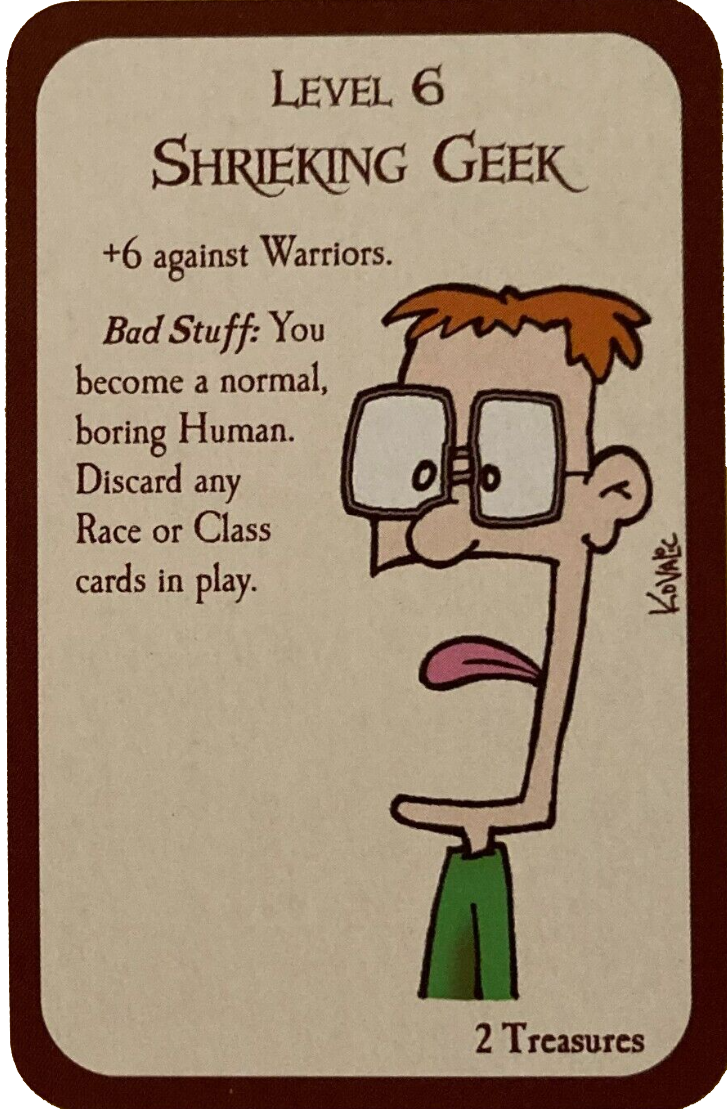 Level 6
Shrieking Geek
+6 against Warriors.
Bad Stuff: You
become a normal,
boring Human.
Discard any
Race or Class
cards in play.
Kovalic
2 Treasures